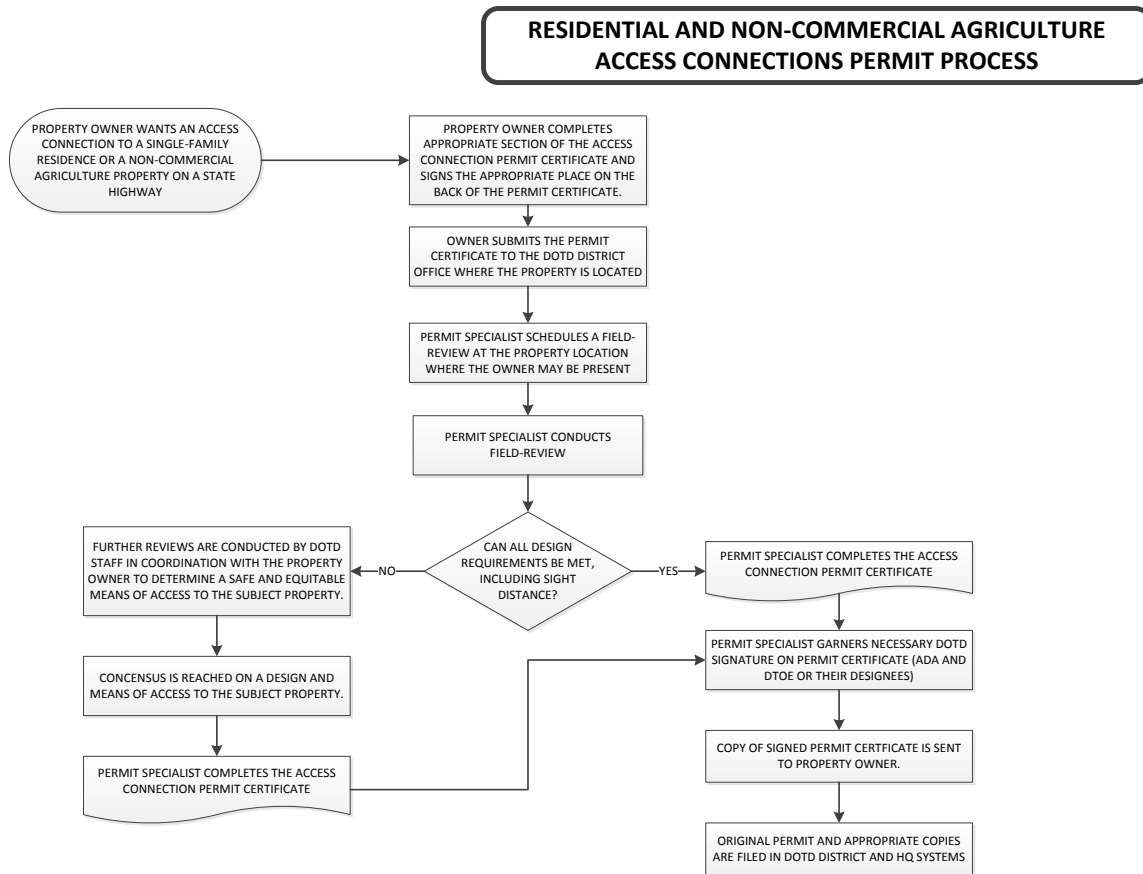 RESIDENTIAL AND NON-COMMERCIAL AGRICULTURE
ACCESS CONNECTIONS PERMIT PROCESS
PROPERTY OWNER WANTS AN ACCESS
CONNECTION TO A SINGLE-FAMILY
RESIDENCE OR A NON-COMMERCIAL
AGRICULTURE PROPERTY ON A STATE
HIGHWAY
PROPERTY OWNER COMPLETES
APPROPRIATE SECTION OF THE ACCESS
CONNECTION PERMIT CERTIFICATE AND
SIGNS THE APPROPRIATE PLACE ON THE
BACK OF THE PERMIT CERTIFICATE.
OWNER SUBMITS THE PERMIT
CERTIFICATE TO THE DOTD DISTRICT
OFFICE WHERE THE PROPERTY IS LOCATED
PERMIT SPECIALIST SCHEDULES A FIELD-
REVIEW AT THE PROPERTY LOCATION
WHERE THE OWNER MAY BE PRESENT
PERMIT SPECIALIST CONDUCTS
FIELD-REVIEW
CAN ALL DESIGN
REQUIREMENTS BE MET,
INCLUDING SIGHT
DISTANCE?
NO
FURTHER REVIEWS ARE CONDUCTED BY DOTD
STAFF IN COORDINATION WITH THE PROPERTY
OWNER TO DETERMINE A SAFE AND EQUITABLE
MEANS OF ACCESS TO THE SUBJECT PROPERTY.
CONCENSUS IS REACHED ON A DESIGN AND
MEANS OF ACCESS TO THE SUBJECT PROPERTY.
PERMIT SPECIALIST COMPLETES THE ACCESS
CONNECTION PERMIT CERTIFICATE
YES
PERMIT SPECIALIST COMPLETES THE ACCESS
CONNECTION PERMIT CERTIFICATE
PERMIT SPECIALIST GARNERS NECESSARY DOTD
SIGNATURE ON PERMIT CERTIFICATE (ADA AND
DTOE OR THEIR DESIGNEES)
COPY OF SIGNED PERMIT CERTFICATE IS SENT
TO PROPERTY OWNER.
ORIGINAL PERMIT AND APPROPRIATE COPIES
ARE FILED IN DOTD DISTRICT AND HQ SYSTEMS